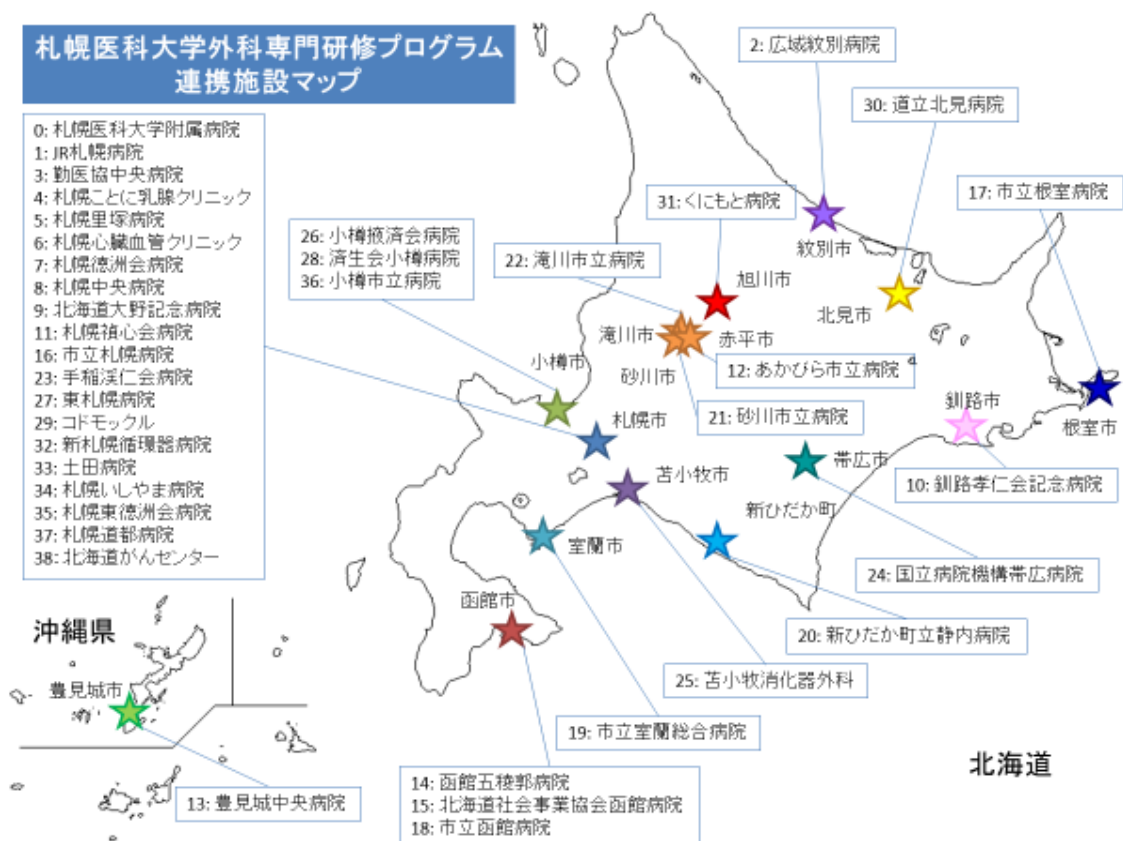 札幌医科大学外科専門研修プログラム
連携施設マップ
0: 札幌医科大学附属病院
1: JR札幌病院
3: 勤医協中央病院
4: 札幌ことに乳腺クリニック
5: 札幌里塚病院
6: 札幌心臓血管クリニック
7: 札幌徳洲会病院
8: 札幌中央病院
9: 北海道大野記念病院
11: 札幌禎心会病院
16: 市立札幌病院
23: 手稲渓仁会病院
27: 東札幌病院
29: コドモックル
32: 新札幌循環器病院
33: 土田病院
34: 札幌いしやま病院
35: 札幌東徳洲会病院
37: 札幌道都病院
38: 北海道がんセンター
2: 広域紋別病院
30: 道立北見病院
17: 市立根室病院
31: くにもと病院
26: 小樽掖済会病院
28: 済生会小樽病院
36: 小樽市立病院
22: 滝川市立病院
紋別市
旭川市
北見市
滝川市
赤平市
小樽市
砂川市
12: あかびら市立病院
21: 砂川市立病院
札幌市
釧路市
根室市
帯広市
苫小牧市
10: 釧路孝仁会記念病院
新ひだか町
室蘭市
24: 国立病院機構帯広病院
函館市
20: 新ひだか町立静内病院
沖縄県
25: 苫小牧消化器外科
豊見城市
19: 市立室蘭総合病院
北海道
13: 豊見城中央病院
14: 函館五稜郭病院
15: 北海道社会事業協会函館病院
18: 市立函館病院